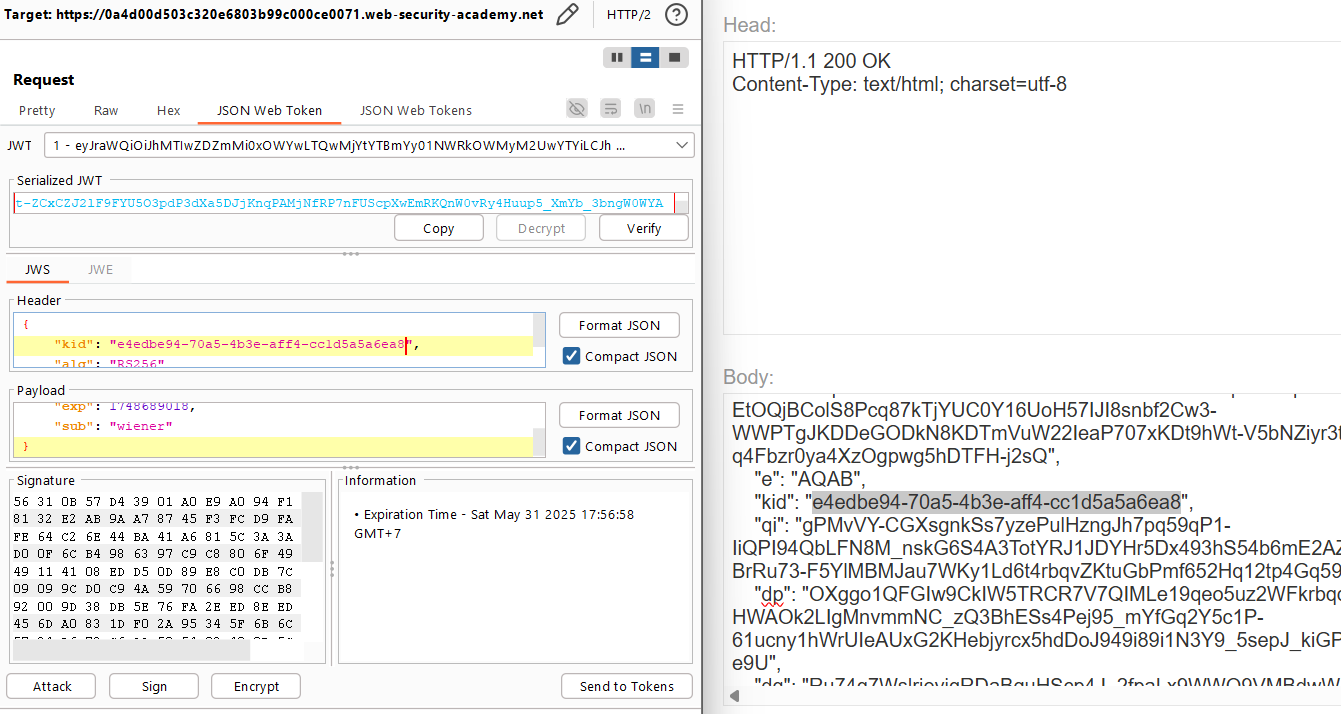 Target: https://0a4d00d503c320e6803b99c000ce0071.web-security-academy.net
HTTP/2
?
Request
Pretty
Raw
Hex
JSON Web Token
JSON Web Tokens
\n
JWT
1 - eyJraWQiOiJhMTIwZDZmMi0xOWYwLTQwMjYtYTBmYy01NWRkOWMyM2UwYTYiLCJh ...
Serialized JWT
t-ZCxCZJ2lF9FYU5O3pdP3dXa5DJjKnqPAMjNfRP7nFUScpXwEmRKQnW0vRy4Huup5_XmYb_3bngW0WYA
Copy
Decrypt
Verify
JWS
JWE
Header
{
"kid": "e4edbe94-70a5-4b3e-aff4-cc1d5a5a6ea8",
"alg": "RS256"
Format JSON
Compact JSON
Payload
"exp": 1748689018,
"sub": "wiener"
}
Format JSON
Compact JSON
Signature
56 31 0B 57 D4 39 01 A0 E9 A0 94 F1
81 32 E2 AB 9A A7 87 45 F3 FC D9 FA
FE 64 C2 6E 44 BA 41 A6 81 5C 3A 3A
D0 0F 6C B4 98 63 97 C9 C8 80 6F 49
49 11 41 08 ED D5 0D 89 E8 C0 DB 7C
09 09 9C D0 C9 4A 59 70 66 98 CC B8
92 00 9D 38 DB 5E 76 FA 2E ED 8E ED
45 6D A0 83 1D F0 2A 95 34 5F 6B 6C
Information
• Expiration Time - Sat May 31 2025 17:56:58
GMT+7
Attack
Sign
Encrypt
Send to Tokens
Head:
HTTP/1.1 200 OK
Content-Type: text/html; charset=utf-8
Body:
EtOQjBColS8Pcq87kTjYUC0Y16UoH57IJI8snbf2Cw3-
WWPTgJKDDeGODkN8KDTmVuW22IeaP707xKDt9hWt-V5bNZiyr3t
q4Fbzr0ya4XzOgpwg5hDTFH-j2sQ",
"e": "AQAB",
"kid": "e4edbe94-70a5-4b3e-aff4-cc1d5a5a6ea8",
"qi": "gPMvVY-CGXsgnkSs7yzePulHzngJh7pq59qP1-
IiQPI94QbLFN8M_nskG6S4A3TotYRJ1JDYHr5Dx493hS54b6mE2AZ
BrRu73-F5YlMBMJau7WKy1Ld6t4rbqvZKtuGbPmf652Hq12tp4Gq59
"dp": "OXggo1QFGIw9CkIW5TRCR7V7QIMLe19qeo5uz2WFkrbqc
HWAOk2LIgMnvmmNC_zQ3BhESs4Pej95_mYfGq2Y5c1P-
61ucny1hWrUIeAUxG2KHebjyrcx5hdDoJ949i89i1N3Y9_5sepJ_kiGP
e9U",